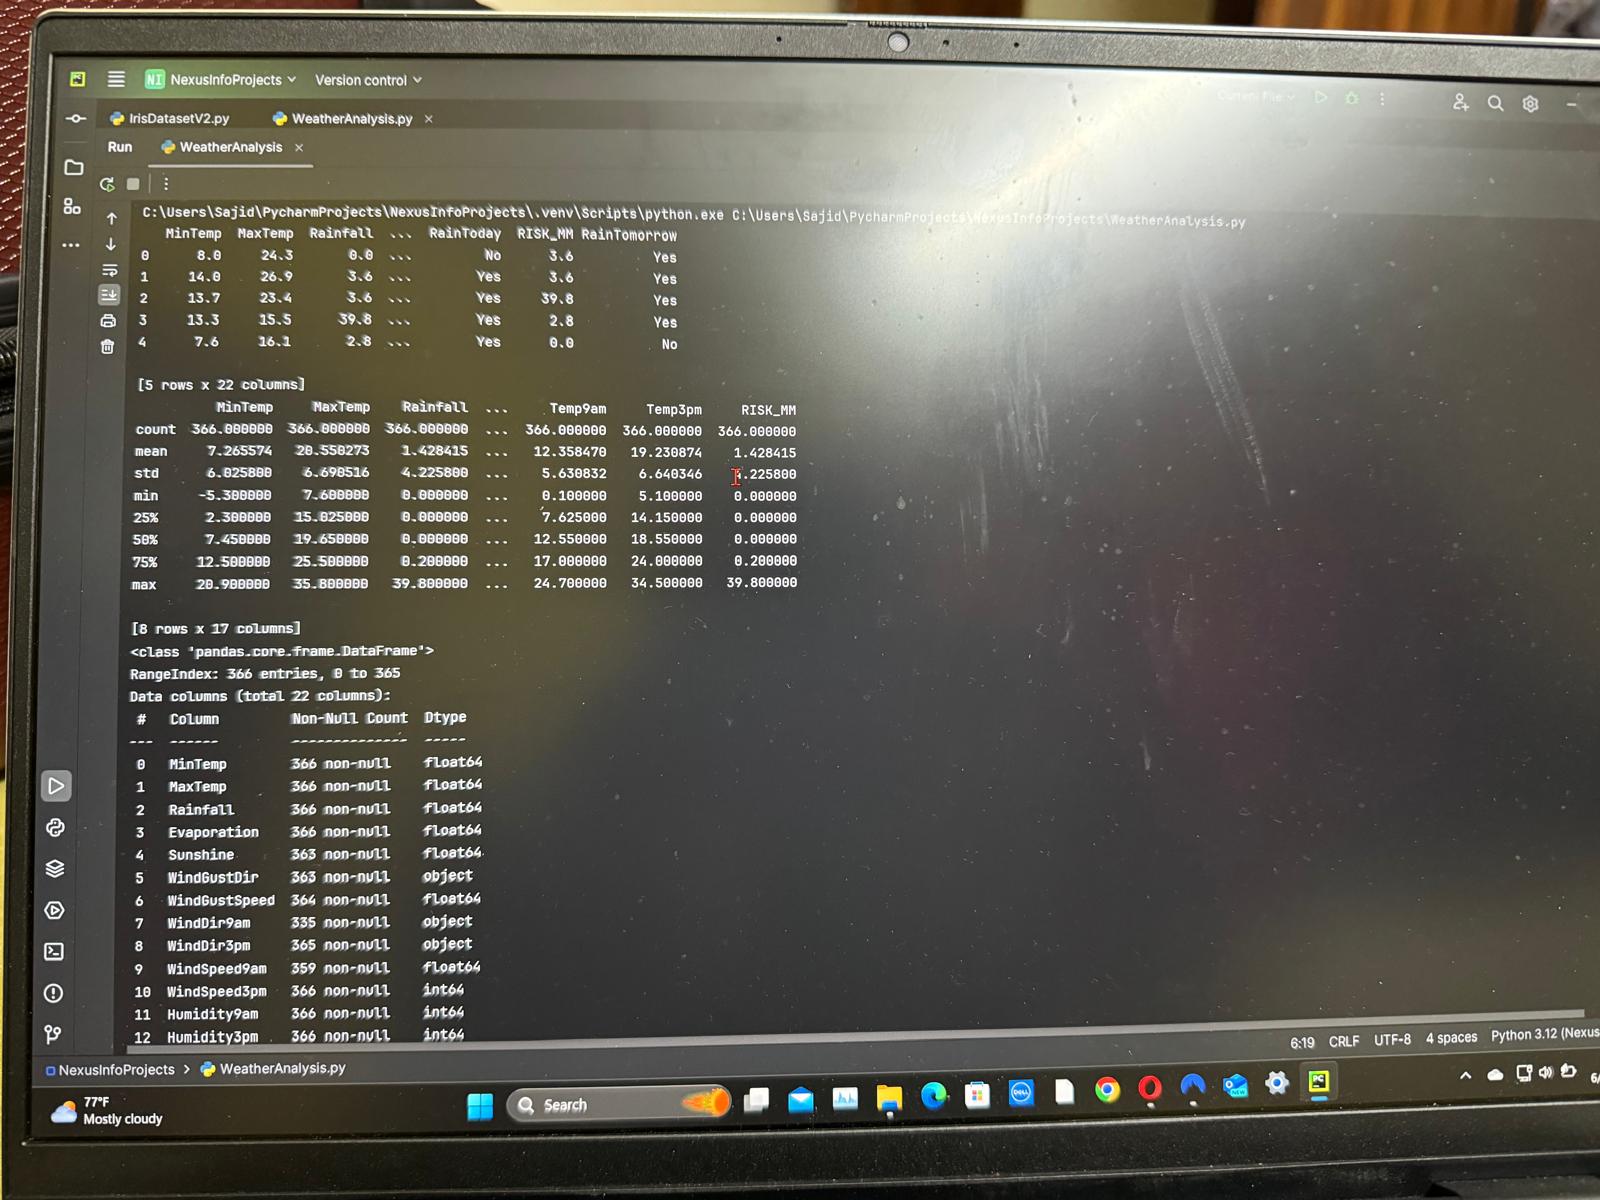 NI NexusInfoProjects Version control Current File
IrisDatasetV2.py WeatherAnalysis.py
Run WeatherAnalysis
C:\Users\Sajid\PycharmProjects\NexusInfoProjects\.venv\Scripts\python.exe C:\Users\Sajid\PycharmProjects\NexusInfoProjects\WeatherAnalysis.py
MinTemp MaxTemp Rainfall ... RainToday RISK_MM RainTomorrow
0 8.0 24.3 0.0 ... No 3.6 Yes
1 14.0 26.9 3.6 ... Yes 3.6 Yes
2 13.7 23.4 3.6 ... Yes 39.8 Yes
3 13.3 15.5 39.8 ... Yes 2.8 Yes
4 7.6 16.1 2.8 ... Yes 0.0 No
[5 rows x 22 columns]
MinTemp MaxTemp Rainfall ... Temp9am Temp3pm RISK_MM
count 366.000000 366.000000 366.000000 ... 366.000000 366.000000 366.000000
mean 7.265574 20.550273 1.428415 ... 12.358470 19.230874 1.428415
std 6.025800 6.690516 4.225800 ... 5.630832 6.640346 4.225800
min -5.300000 7.600000 0.000000 ... 0.100000 5.100000 0.000000
25% 2.300000 15.025000 0.000000 ... 7.625000 14.150000 0.000000
50% 7.450000 19.650000 0.000000 ... 12.550000 18.550000 0.000000
75% 12.500000 25.500000 0.200000 ... 17.000000 24.000000 0.200000
max 20.900000 35.800000 39.800000 ... 24.700000 34.500000 39.800000
[8 rows x 17 columns]
<class 'pandas.core.frame.DataFrame'>
RangeIndex: 366 entries, 0 to 365
Data columns (total 22 columns):
# Column Non-Null Count Dtype
--- ------ -------------- -----
0 MinTemp 366 non-null float64
1 MaxTemp 366 non-null float64
2 Rainfall 366 non-null float64
3 Evaporation 366 non-null float64
4 Sunshine 363 non-null float64
5 WindGustDir 363 non-null object
6 WindGustSpeed 364 non-null float64
7 WindDir9am 335 non-null object
8 WindDir3pm 365 non-null object
9 WindSpeed9am 359 non-null float64
10 WindSpeed3pm 366 non-null int64
11 Humidity9am 366 non-null int64
12 Humidity3pm 366 non-null int64
6:19 CRLF UTF-8 4 spaces Python 3.12 (Nexus
NexusInfoProjects > WeatherAnalysis.py
77°F
Mostly cloudy
Search
DELL
NEW
PC
6/